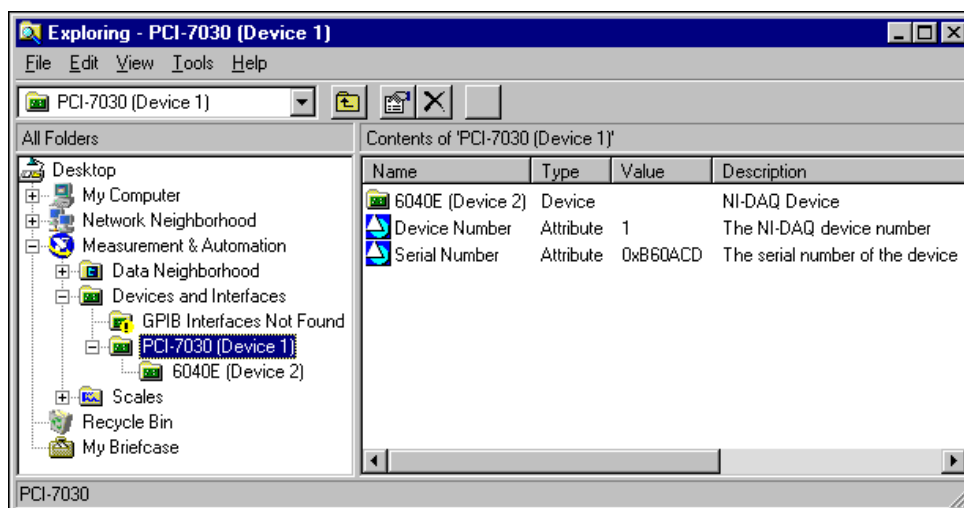 Exploring - PCI-7030 (Device 1)
File Edit View Tools Help
PCI-7030 (Device 1)
All Folders
Contents of 'PCI-7030 (Device 1)'
Desktop
My Computer
Network Neighborhood
Measurement & Automation
Data Neighborhood
Devices and Interfaces
GPIB Interfaces Not Found
PCI-7030 (Device 1)
6040E (Device 2)
Scales
Recycle Bin
My Briefcase
Name Type Value Description
6040E (Device 2) Device NI-DAQ Device
Device Number Attribute 1 The NI-DAQ device number
Serial Number Attribute 0xB60ACD The serial number of the device
PCI-7030